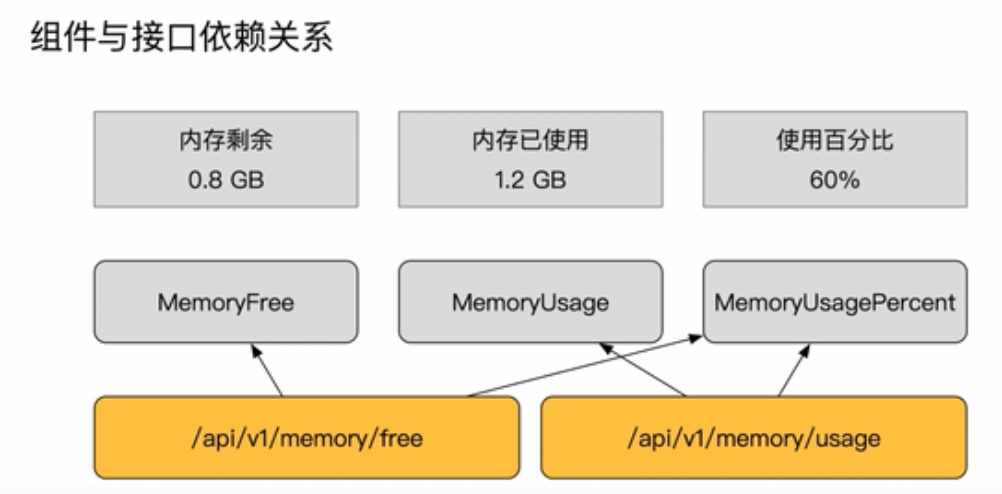 组件与接口依赖关系
内存剩余
0.8 GB
内存已使用
1.2 GB
使用百分比
60%
MemoryFree
MemoryUsage
MemoryUsagePercent
/api/v1/memory/free
/api/v1/memory/usage